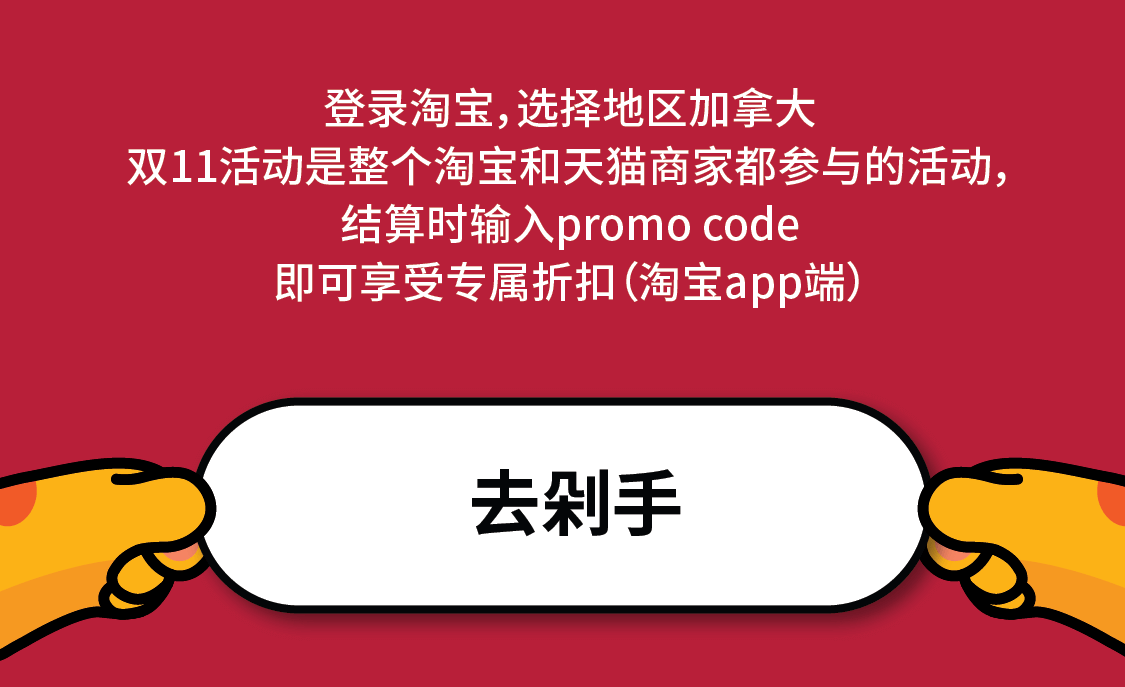 登录淘宝，选择地区加拿大
双11活动是整个淘宝和天猫商家都参与的活动，
结算时输入promo code
即可享受专属折扣（淘宝app端）
去剁手